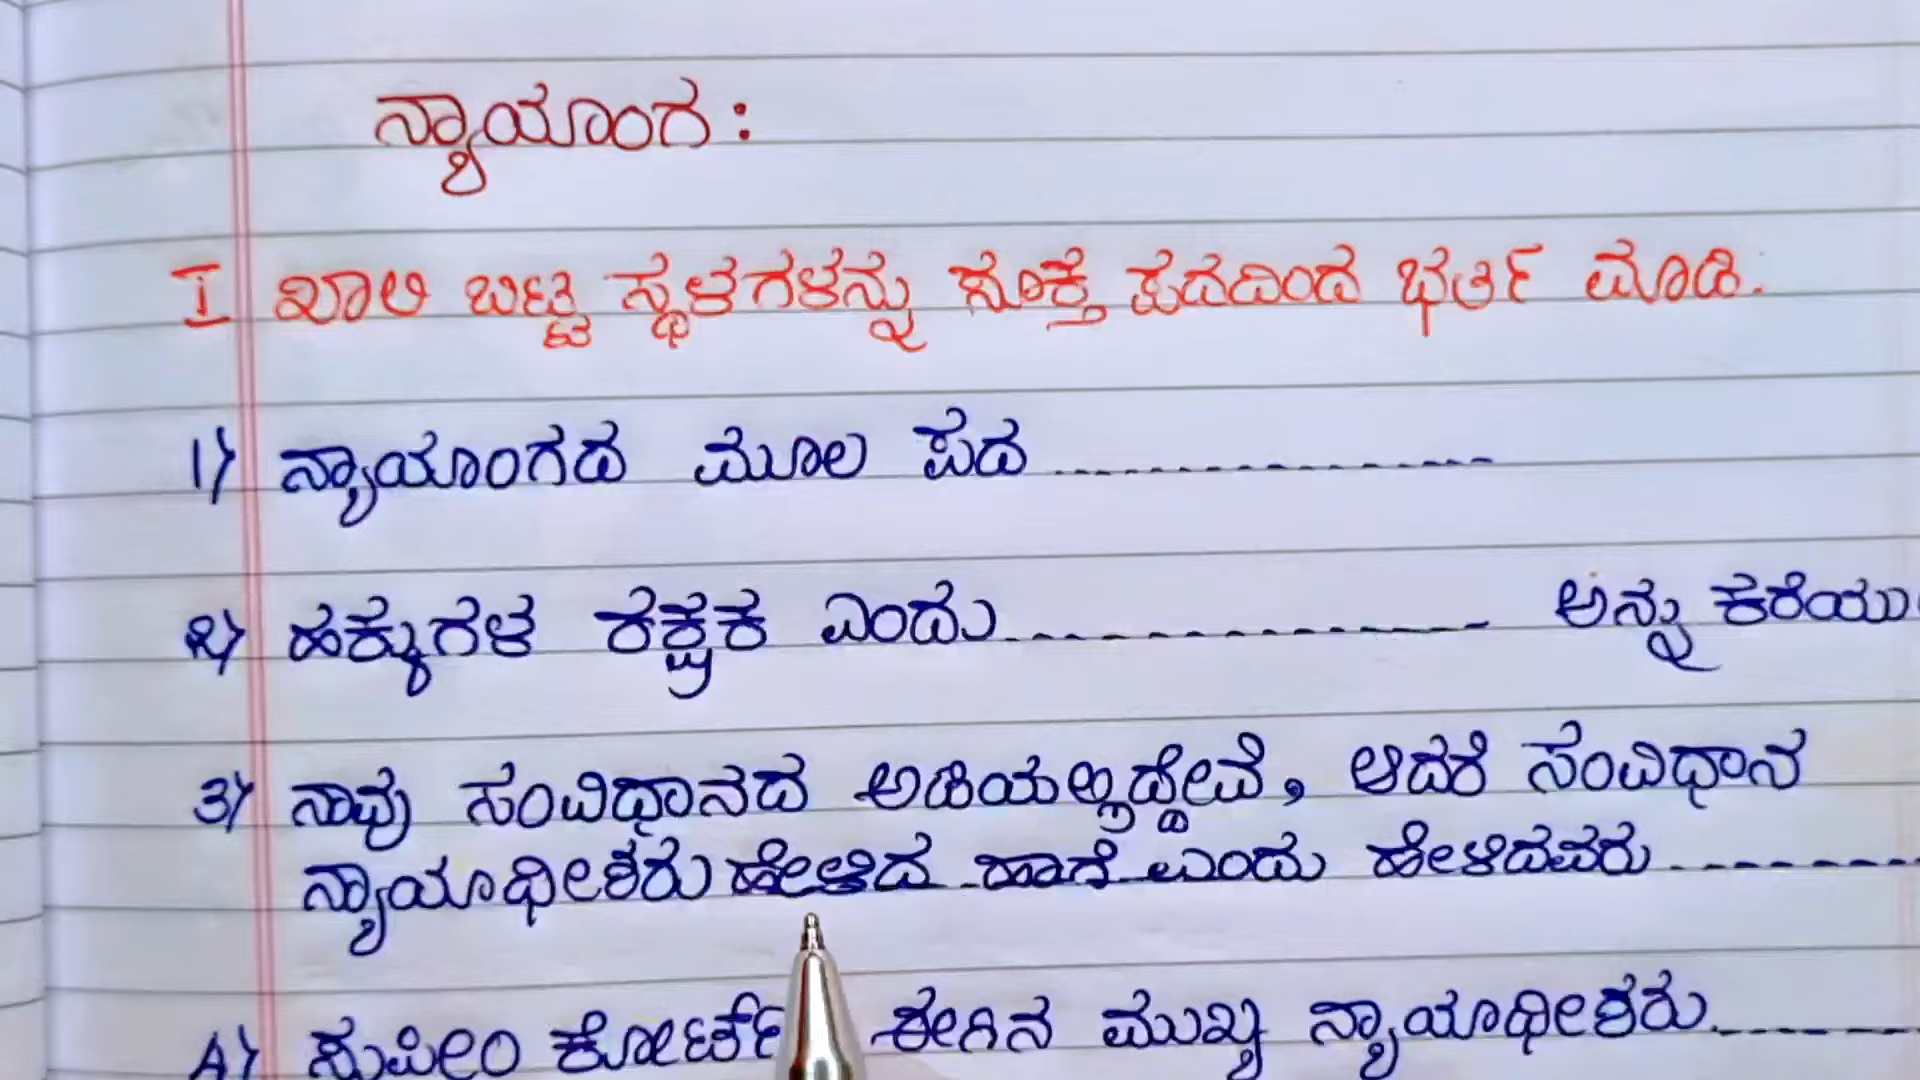 ನ್ಯಾಯಾಂಗ :
I ಖಾಲಿ ಬಿಟ್ಟ ಸ್ಥಳಗಳನ್ನು ಸೂಕ್ತ ಪದದಿಂದ ಭರ್ತಿ ಮಾಡಿ.
1) ನ್ಯಾಯಾಂಗದ ಮೂಲ ಪದ ................
2) ಹಕ್ಕುಗಳ ರಕ್ಷಕ ಎಂದು ................ ಅನ್ನು ಕರೆಯು
3) ನಾವು ಸಂವಿಧಾನದ ಅಡಿಯಲ್ಲಿದ್ದೇವೆ, ಆದರೆ ಸಂವಿಧಾನ
ನ್ಯಾಯಾಧೀಶರು ಹೇಳಿದ ಹಾಗೆ ಎಂದು ಹೇಳಿದವರು ..........
4) ಸುಪ್ರೀಂ ಕೋರ್ಟಿನ ಈಗಿನ ಮುಖ್ಯ ನ್ಯಾಯಾಧೀಶರು ........